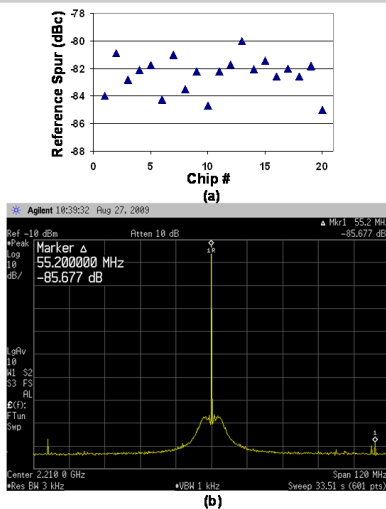 -78
-80
-82
-84
-86
-88
Reference Spur (dBc)
0 5 10 15 20
Chip #
(a)
Agilent 10:39:32 Aug 27, 2009
Δ Mkr1 55.2 MH
Ref -10 dBm Atten 10 dB -85.677 dB
#Peak
Log
10
dB/
Marker Δ
55.200000 MHz
-85.677 dB
1R
LgAv
10
W1 S2
S3 FS
AL
£(f):
FTun
Swp
1
Center 2.210 0 GHz Span 120 MHz
#Res BW 3 kHz #VBW 1 kHz Sweep 33.51 s (601 pts)
(b)